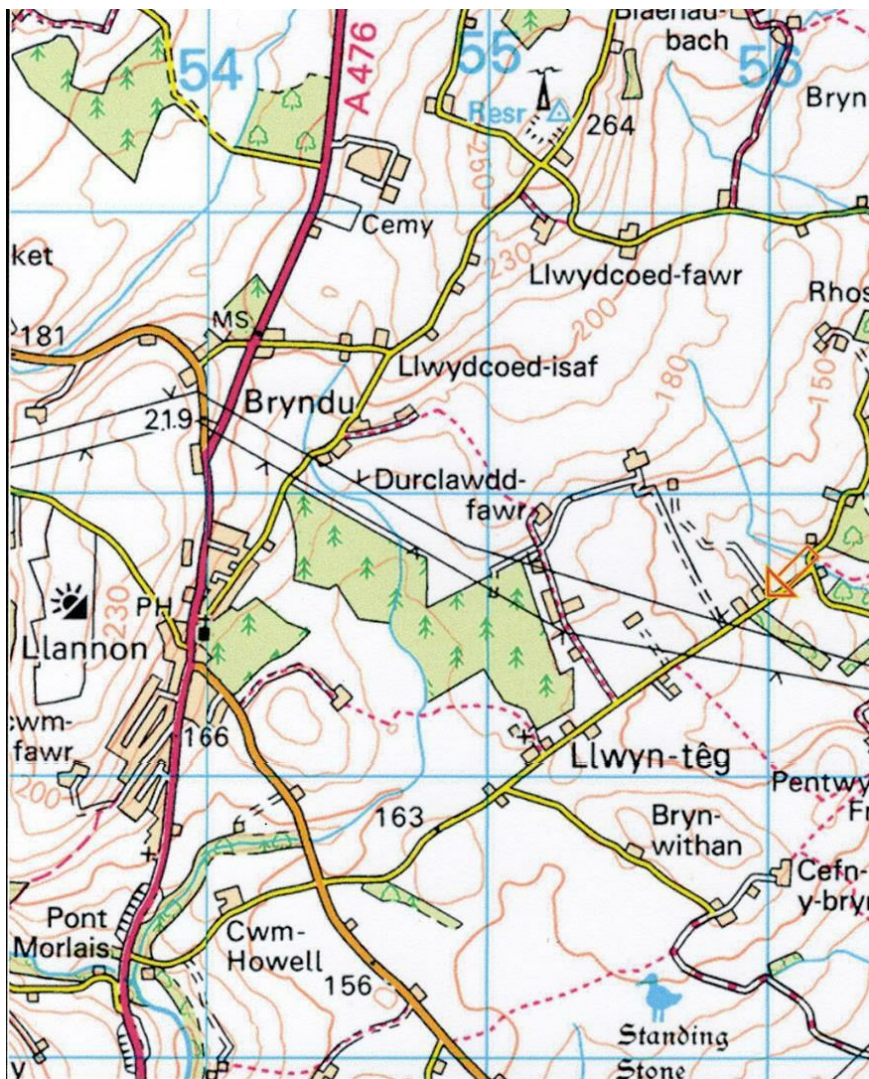 Blaenau-
bach
54
55
56
A476
Bryn
Resr
264
250
Cemy
ket
230
Llwydcoed-fawr
Rhos
MS
200
181
Llwydcoed-isaf
180
150
Bryndu
219
Durclawdd-
fawr
PH
230
Llannon
cwm-
fawr
166
Llwyn-têg
200
Pentwy
Fr
163
Bryn-
withan
Cefn-
y-bryn
Pont
Morlais
Cwm-
Howell
156
Standing
Stone
y